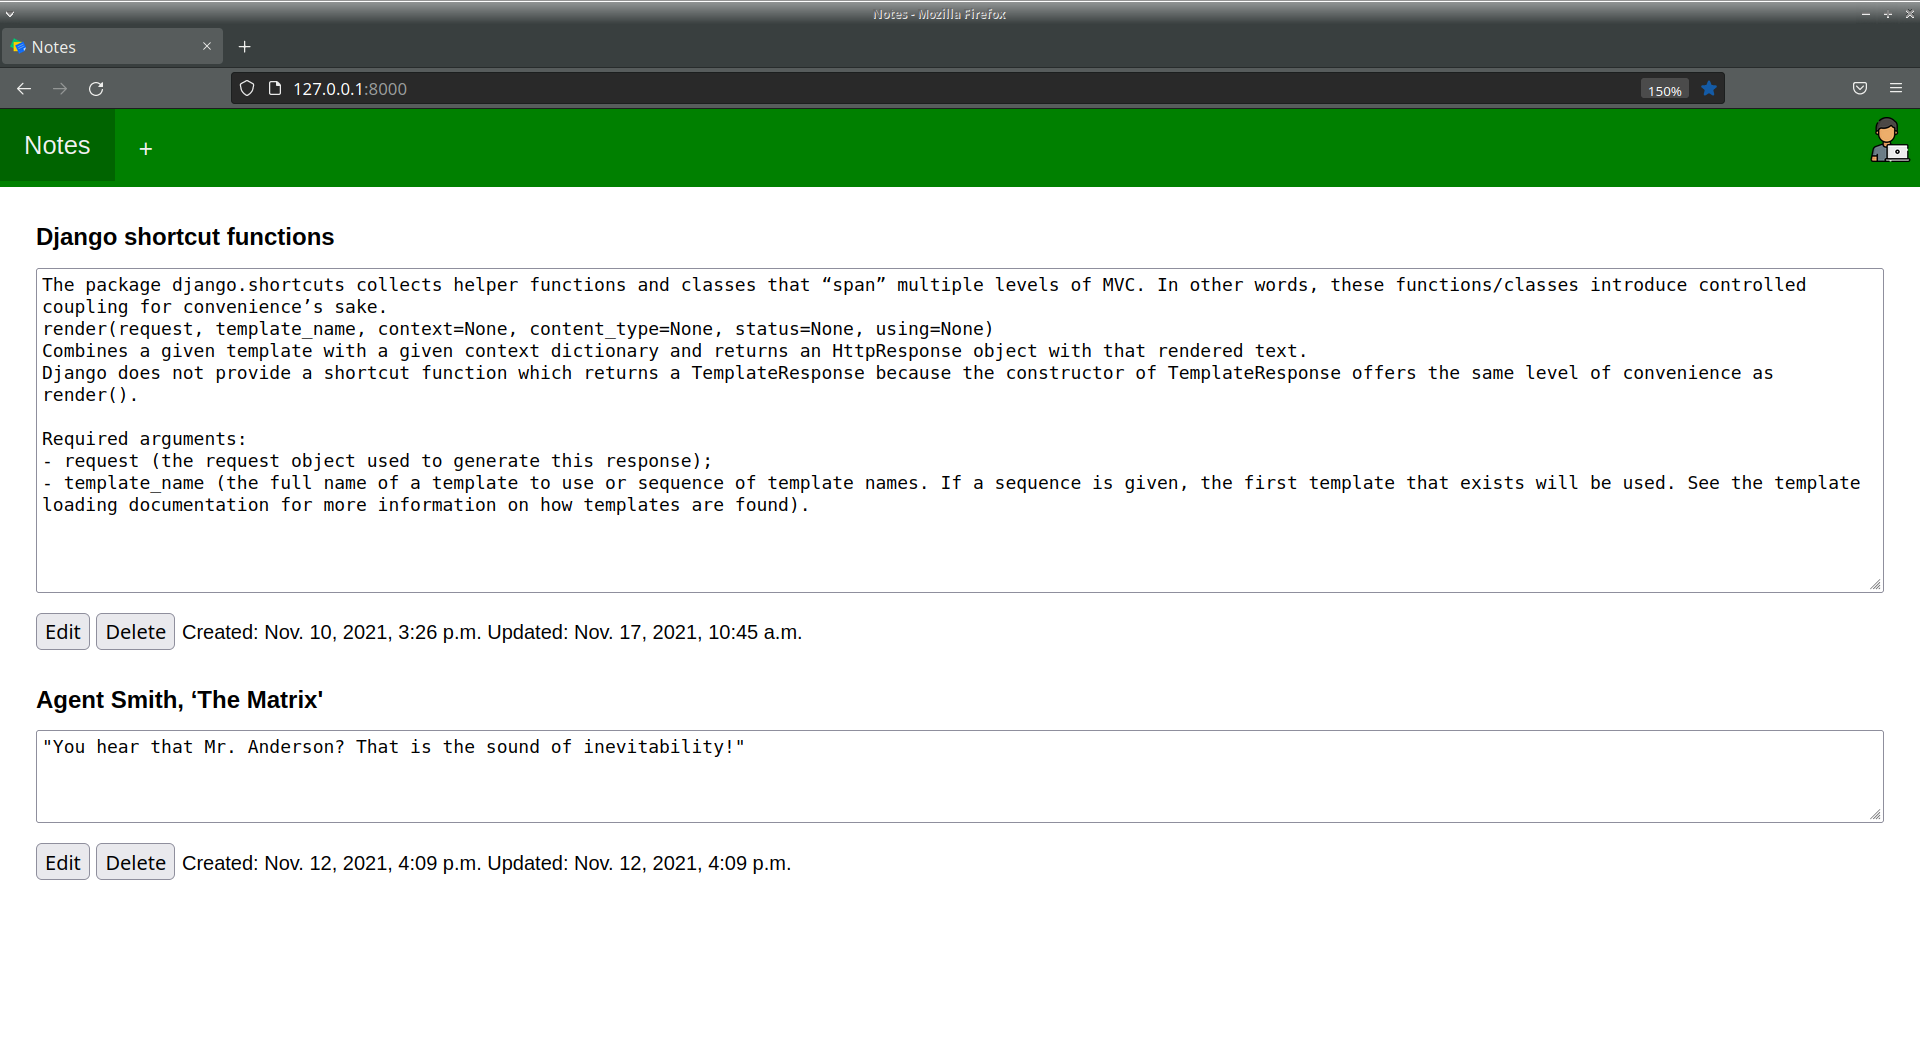 Notes - Mozilla Firefox
Notes
127.0.0.1:8000
150%
Notes
+
Django shortcut functions
The package django.shortcuts collects helper functions and classes that “span” multiple levels of MVC. In other words, these functions/classes introduce controlled
coupling for convenience’s sake.
render(request, template_name, context=None, content_type=None, status=None, using=None)
Combines a given template with a given context dictionary and returns an HttpResponse object with that rendered text.
Django does not provide a shortcut function which returns a TemplateResponse because the constructor of TemplateResponse offers the same level of convenience as
render().
Required arguments:
- request (the request object used to generate this response);
- template_name (the full name of a template to use or sequence of template names. If a sequence is given, the first template that exists will be used. See the template
loading documentation for more information on how templates are found).
Edit Delete Created: Nov. 10, 2021, 3:26 p.m. Updated: Nov. 17, 2021, 10:45 a.m.
Agent Smith, ‘The Matrix'
"You hear that Mr. Anderson? That is the sound of inevitability!"
Edit Delete Created: Nov. 12, 2021, 4:09 p.m. Updated: Nov. 12, 2021, 4:09 p.m.